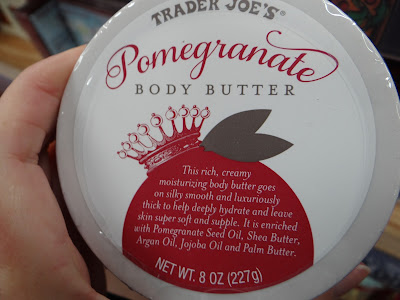 TRADER JOE'S®
Pomegranate
BODY BUTTER
This rich, creamy
moisturizing body butter goes
on silky smooth and luxuriously
thick to help deeply hydrate and leave
skin super soft and supple. It is enriched
with Pomegranate Seed Oil, Shea Butter,
Argan Oil, Jojoba Oil and Palm Butter.
NET WT. 8 OZ (227g)